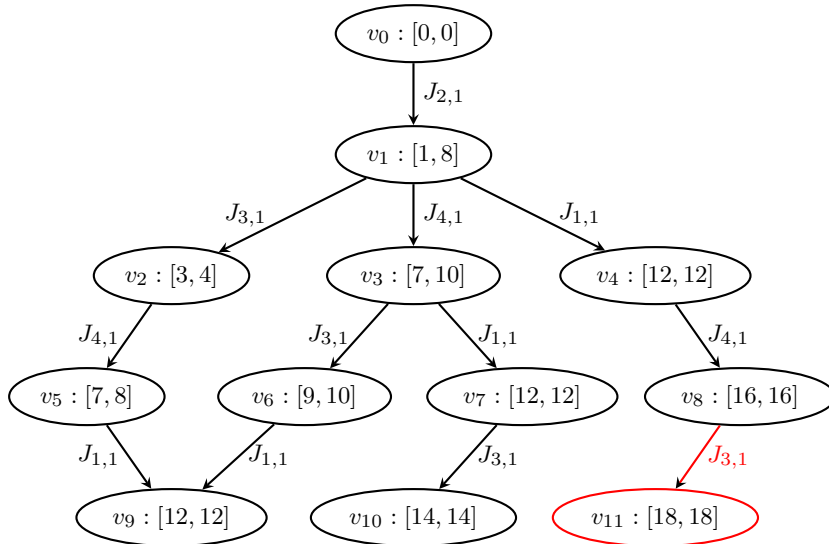 v0 : [0, 0]
J2,1
v1 : [1, 8]
J3,1
J4,1
J1,1
v2 : [3, 4]
v3 : [7, 10]
v4 : [12, 12]
J4,1
J3,1
J1,1
J4,1
v5 : [7, 8]
v6 : [9, 10]
v7 : [12, 12]
v8 : [16, 16]
J1,1
J1,1
J3,1
J3,1
v9 : [12, 12]
v10 : [14, 14]
v11 : [18, 18]